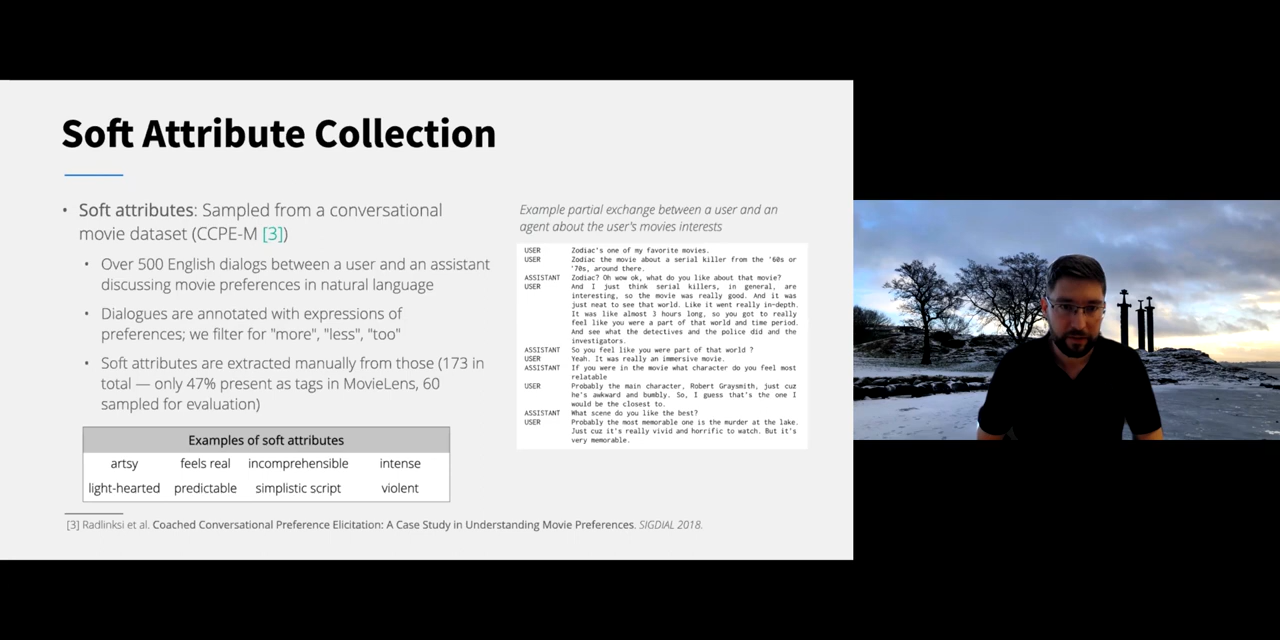 Soft Attribute Collection
• Soft attributes: Sampled from a conversational
movie dataset (CCPE-M [3])
• Over 500 English dialogs between a user and an assistant
discussing movie preferences in natural language
• Dialogues are annotated with expressions of
preferences; we filter for "more", "less", "too"
• Soft attributes are extracted manually from those (173 in
total — only 47% present as tags in MovieLens, 60
sampled for evaluation)
Examples of soft attributes
artsy feels real incomprehensible intense
light-hearted predictable simplistic script violent
Example partial exchange between a user and an
agent about the user's movies interests
USER Zodiac's one of my favorite movies.
USER Zodiac the movie about a serial killer from the '60s or
'70s, around there.
ASSISTANT Zodiac? Oh wow ok, what do you like about that movie?
USER And I just think serial killers, in general, are
interesting, so the movie was really good. And it was
just neat to see that world. Like it went really in-depth.
It was like almost 3 hours long, so you got to really
feel like you were a part of that world and time period.
And see what the detectives and the police did and the
investigators.
ASSISTANT So you feel like you were part of that world ?
USER Yeah. It was really an immersive movie.
ASSISTANT If you were in the movie what character do you feel most
relatable
USER Probably the main character, Robert Graysmith, just cuz
he's awkward and bumbly. So, I guess that's the one I
would be the closest to.
ASSISTANT What scene do you like the best?
USER Probably the most memorable one is the murder at the lake.
Just cuz it's really vivid and horrific to watch. But it's
very memorable.
[3] Radlinksi et al. Coached Conversational Preference Elicitation: A Case Study in Understanding Movie Preferences. SIGDIAL 2018.